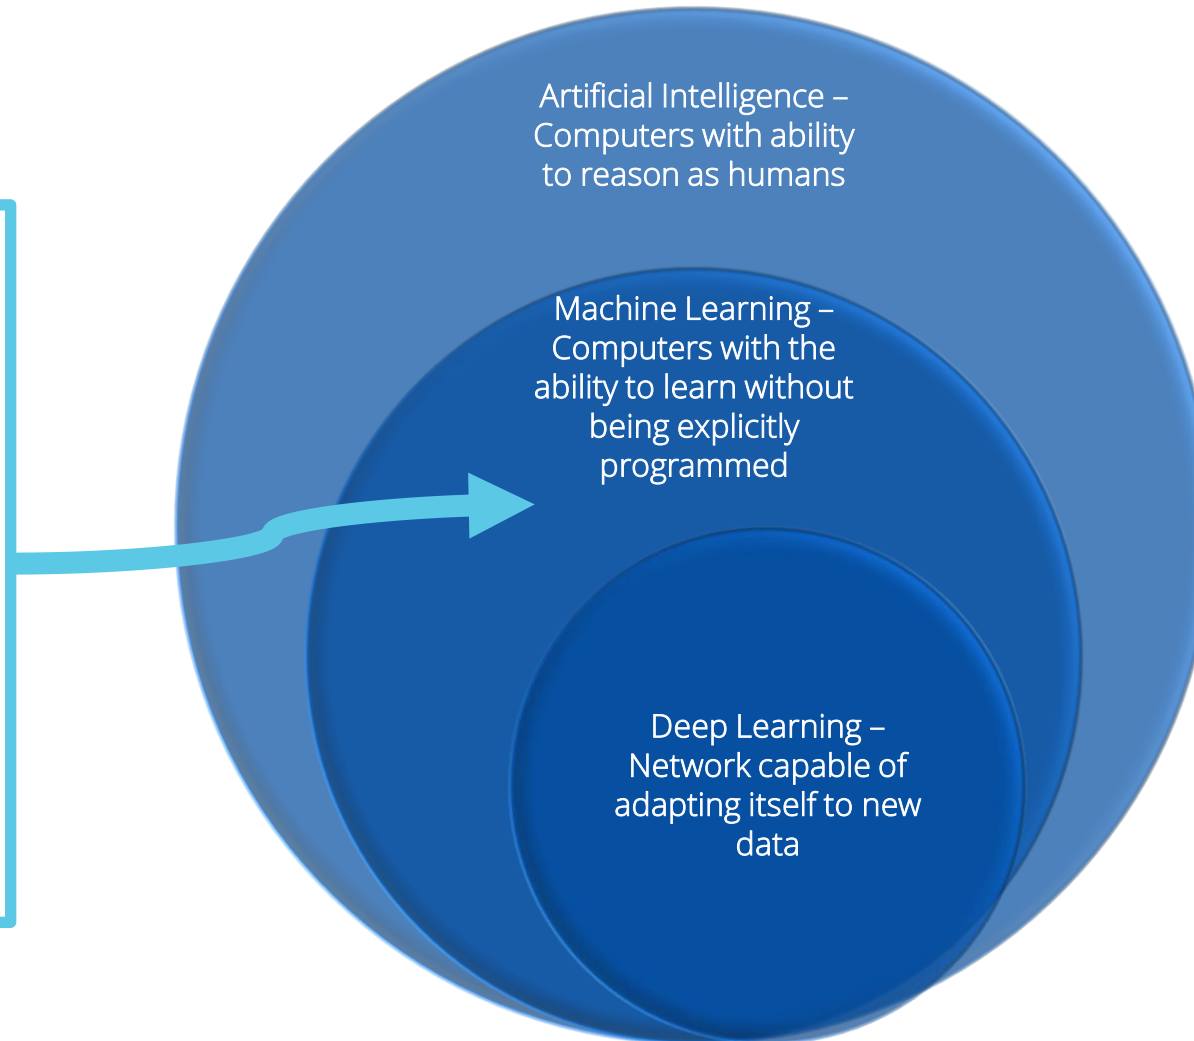 Artificial Intelligence –
Computers with ability
to reason as humans
Machine Learning –
Computers with the
ability to learn without
being explicitly
programmed
Deep Learning –
Network capable of
adapting itself to new
data